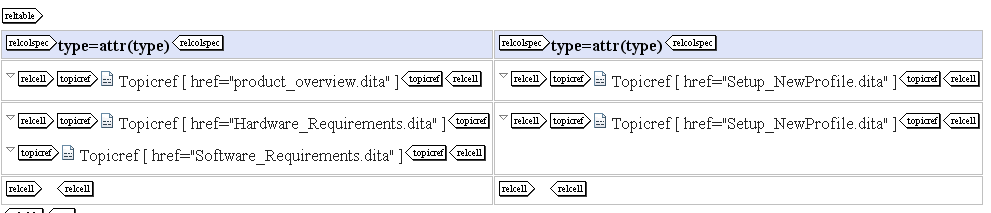 reltable
relcolspec type=attr(type) relcolspec relcolspec type=attr(type) relcolspec
relcell topicref Topicref [ href="product_overview.dita" ] topicref relcell relcell topicref Topicref [ href="Setup_NewProfile.dita" ] topicref relcell
relcell topicref Topicref [ href="Hardware_Requirements.dita" ] topicref relcell topicref Topicref [ href="Setup_NewProfile.dita" ] topicref relcell
topicref Topicref [ href="Software_Requirements.dita" ] topicref relcell
relcell relcell relcell relcell